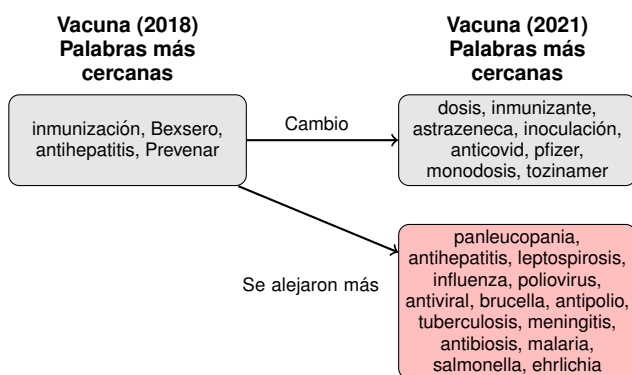 Vacuna (2018)
Palabras más
cercanas
Vacuna (2021)
Palabras más
cercanas
inmunización, Bexsero,
antihepatitis, Prevenar
Cambio
dosis, inmunizante,
astrazeneca, inoculación,
anticovid, pfizer,
monodosis, tozinamer
Se alejaron más
panleucopania,
antihepatitis, leptospirosis,
influenza, poliovirus,
antiviral, brucella, antipolio,
tuberculosis, meningitis,
antibiosis, malaria,
salmonella, ehrlichia